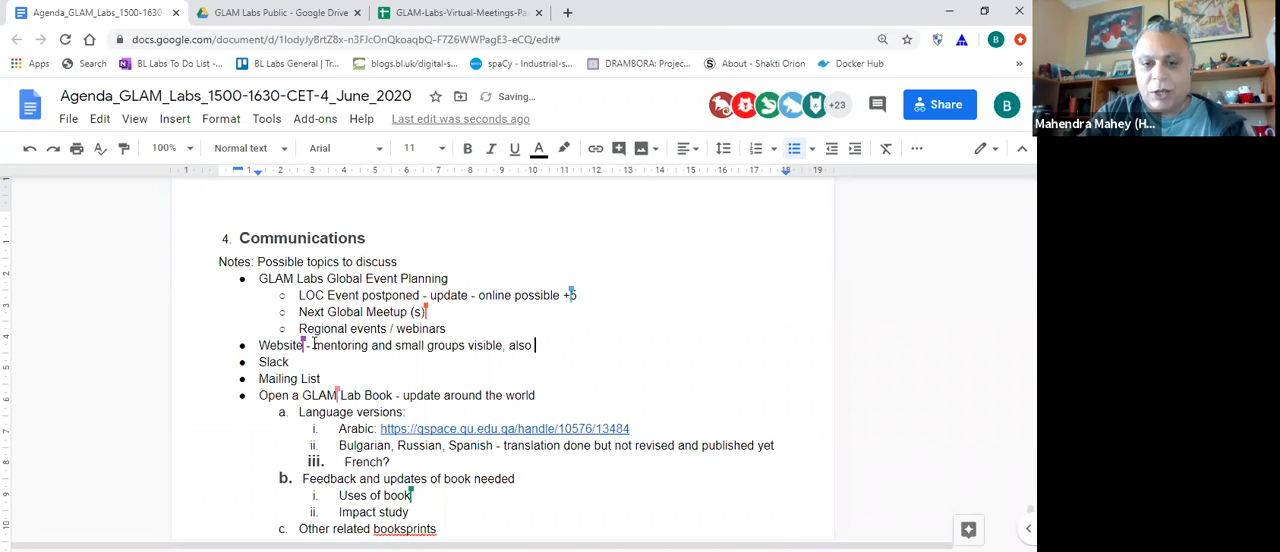 Agenda_GLAM_Labs_1500-1630-
GLAM Labs Public - Google Drive
GLAM-Labs-Virtual-Meetings-Pa
docs.google.com/document/d/1IodyJyBrtZ8x-n3FJcOnQkoaqbQ-F7Z6WWPagE3-eCQ/edit#
Apps
Search
BL Labs To Do List -...
BL Labs General | Tr...
blogs.bl.uk/digital-s...
spaCy - Industrial-s...
DRAMBORA: Projec...
About - Shakti Orion
Docker Hub
Agenda_GLAM_Labs_1500-1630-CET-4_June_2020
Saving...
File Edit View Insert Format Tools Add-ons Help Last edit was seconds ago
+23
Share
B
100% Normal text Arial 11 B I U A
4. Communications
Notes: Possible topics to discuss
● GLAM Labs Global Event Planning
○ LOC Event postponed - update - online possible +5
○ Next Global Meetup (s)
○ Regional events / webinars
● Website - mentoring and small groups visible, also
● Slack
● Mailing List
● Open a GLAM Lab Book - update around the world
a. Language versions:
i. Arabic: https://qspace.qu.edu.qa/handle/10576/13484
ii. Bulgarian, Russian, Spanish - translation done but not revised and published yet
iii. French?
b. Feedback and updates of book needed
i. Uses of book
ii. Impact study
c. Other related booksprints
Mahendra Mahey (H...